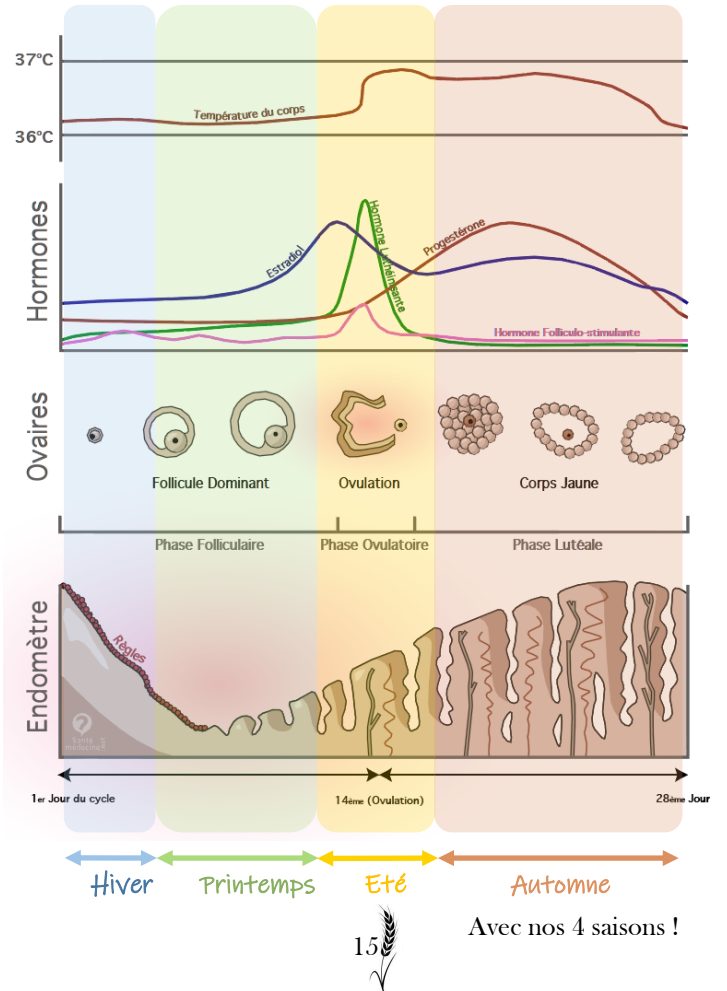 37°C
Température du corps
36°C
Hormones
Estradiol
Hormone Luthéinisante
Progestérone
Hormone Folliculo-stimulante
Ovaires
Follicule Dominant
Ovulation
Corps Jaune
Phase Folliculaire
Phase Ovulatoire
Phase Lutéale
Endomètre
Règles
1er Jour du cycle
14ème (Ovulation)
28ème Jour
Hiver
Printemps
Eté
Automne
Avec nos 4 saisons !
15